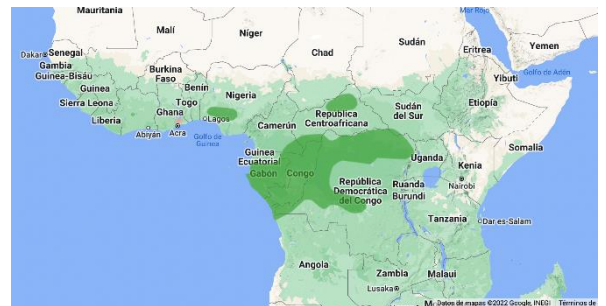 Mauritania
Malí
Níger
Mar Rojo
Dakar
Senegal
Gambia
Guinea-Bisáu
Guinea
Sierra Leona
Liberia
Burkina
Faso
Benín
Togo
Ghana
Abiyán
Acra
Lagos
Golfo de
Guinea
Nigeria
Chad
Sudán
Eritrea
Yemen
Yibuti
Golfo de Adén
Camerún
República
Centroafricana
Sudán
del Sur
Etiopía
Somalia
Guinea
Ecuatorial
Gabón
Congo
República
Democrática
del Congo
Uganda
Kenia
Nairobi
Ruanda
Burundi
Tanzania
Dar es-Salam
Angola
Zambia
Lusaka
Malaui
Datos de mapas ©2022 Google, INEGI
Términos de